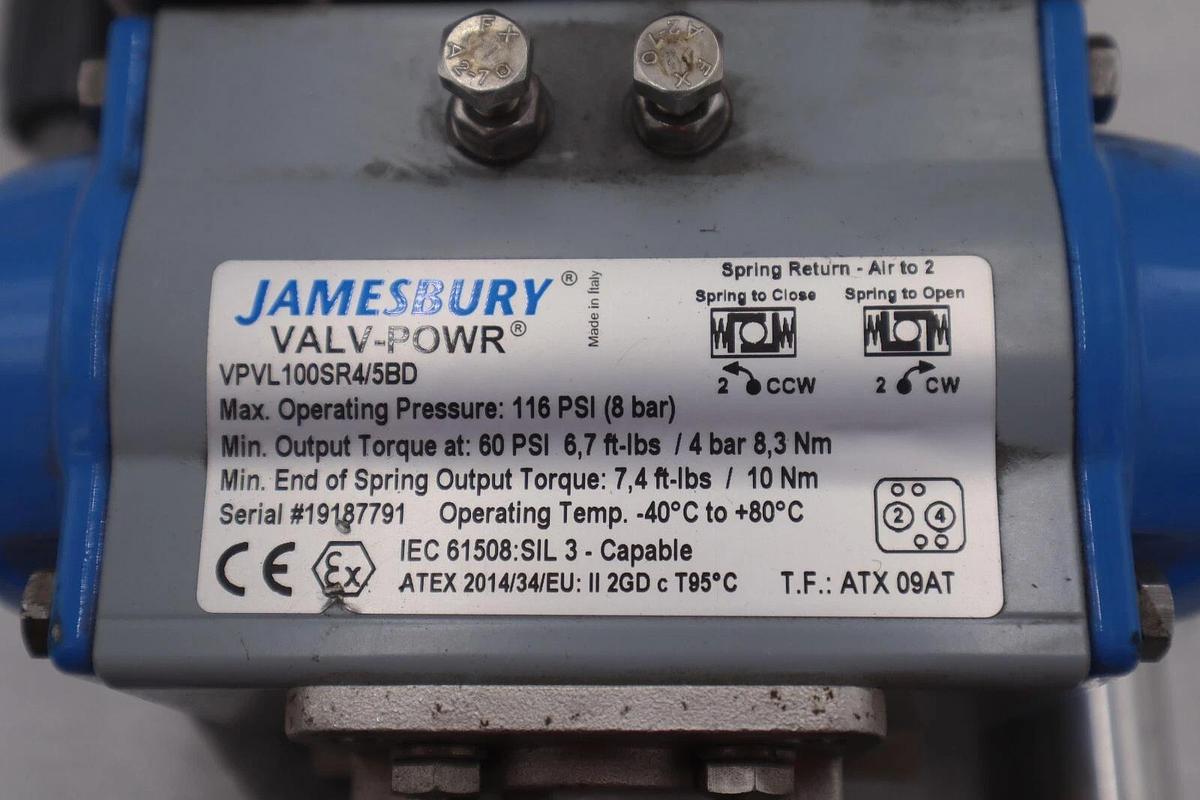 FX
A2-70
FX
A2-70
JAMESBURY®
VALV-POWR®
Made in Italy
Spring Return - Air to 2
Spring to Close Spring to Open
2 CCW 2 CW
VPVL100SR4/5BD
Max. Operating Pressure: 116 PSI (8 bar)
Min. Output Torque at: 60 PSI 6,7 ft-lbs / 4 bar 8,3 Nm
Min. End of Spring Output Torque: 7,4 ft-lbs / 10 Nm
Serial #19187791 Operating Temp. -40°C to +80°C
2 4
CE Ex IEC 61508:SIL 3 - Capable
ATEX 2014/34/EU: II 2GD c T95°C T.F.: ATX 09AT